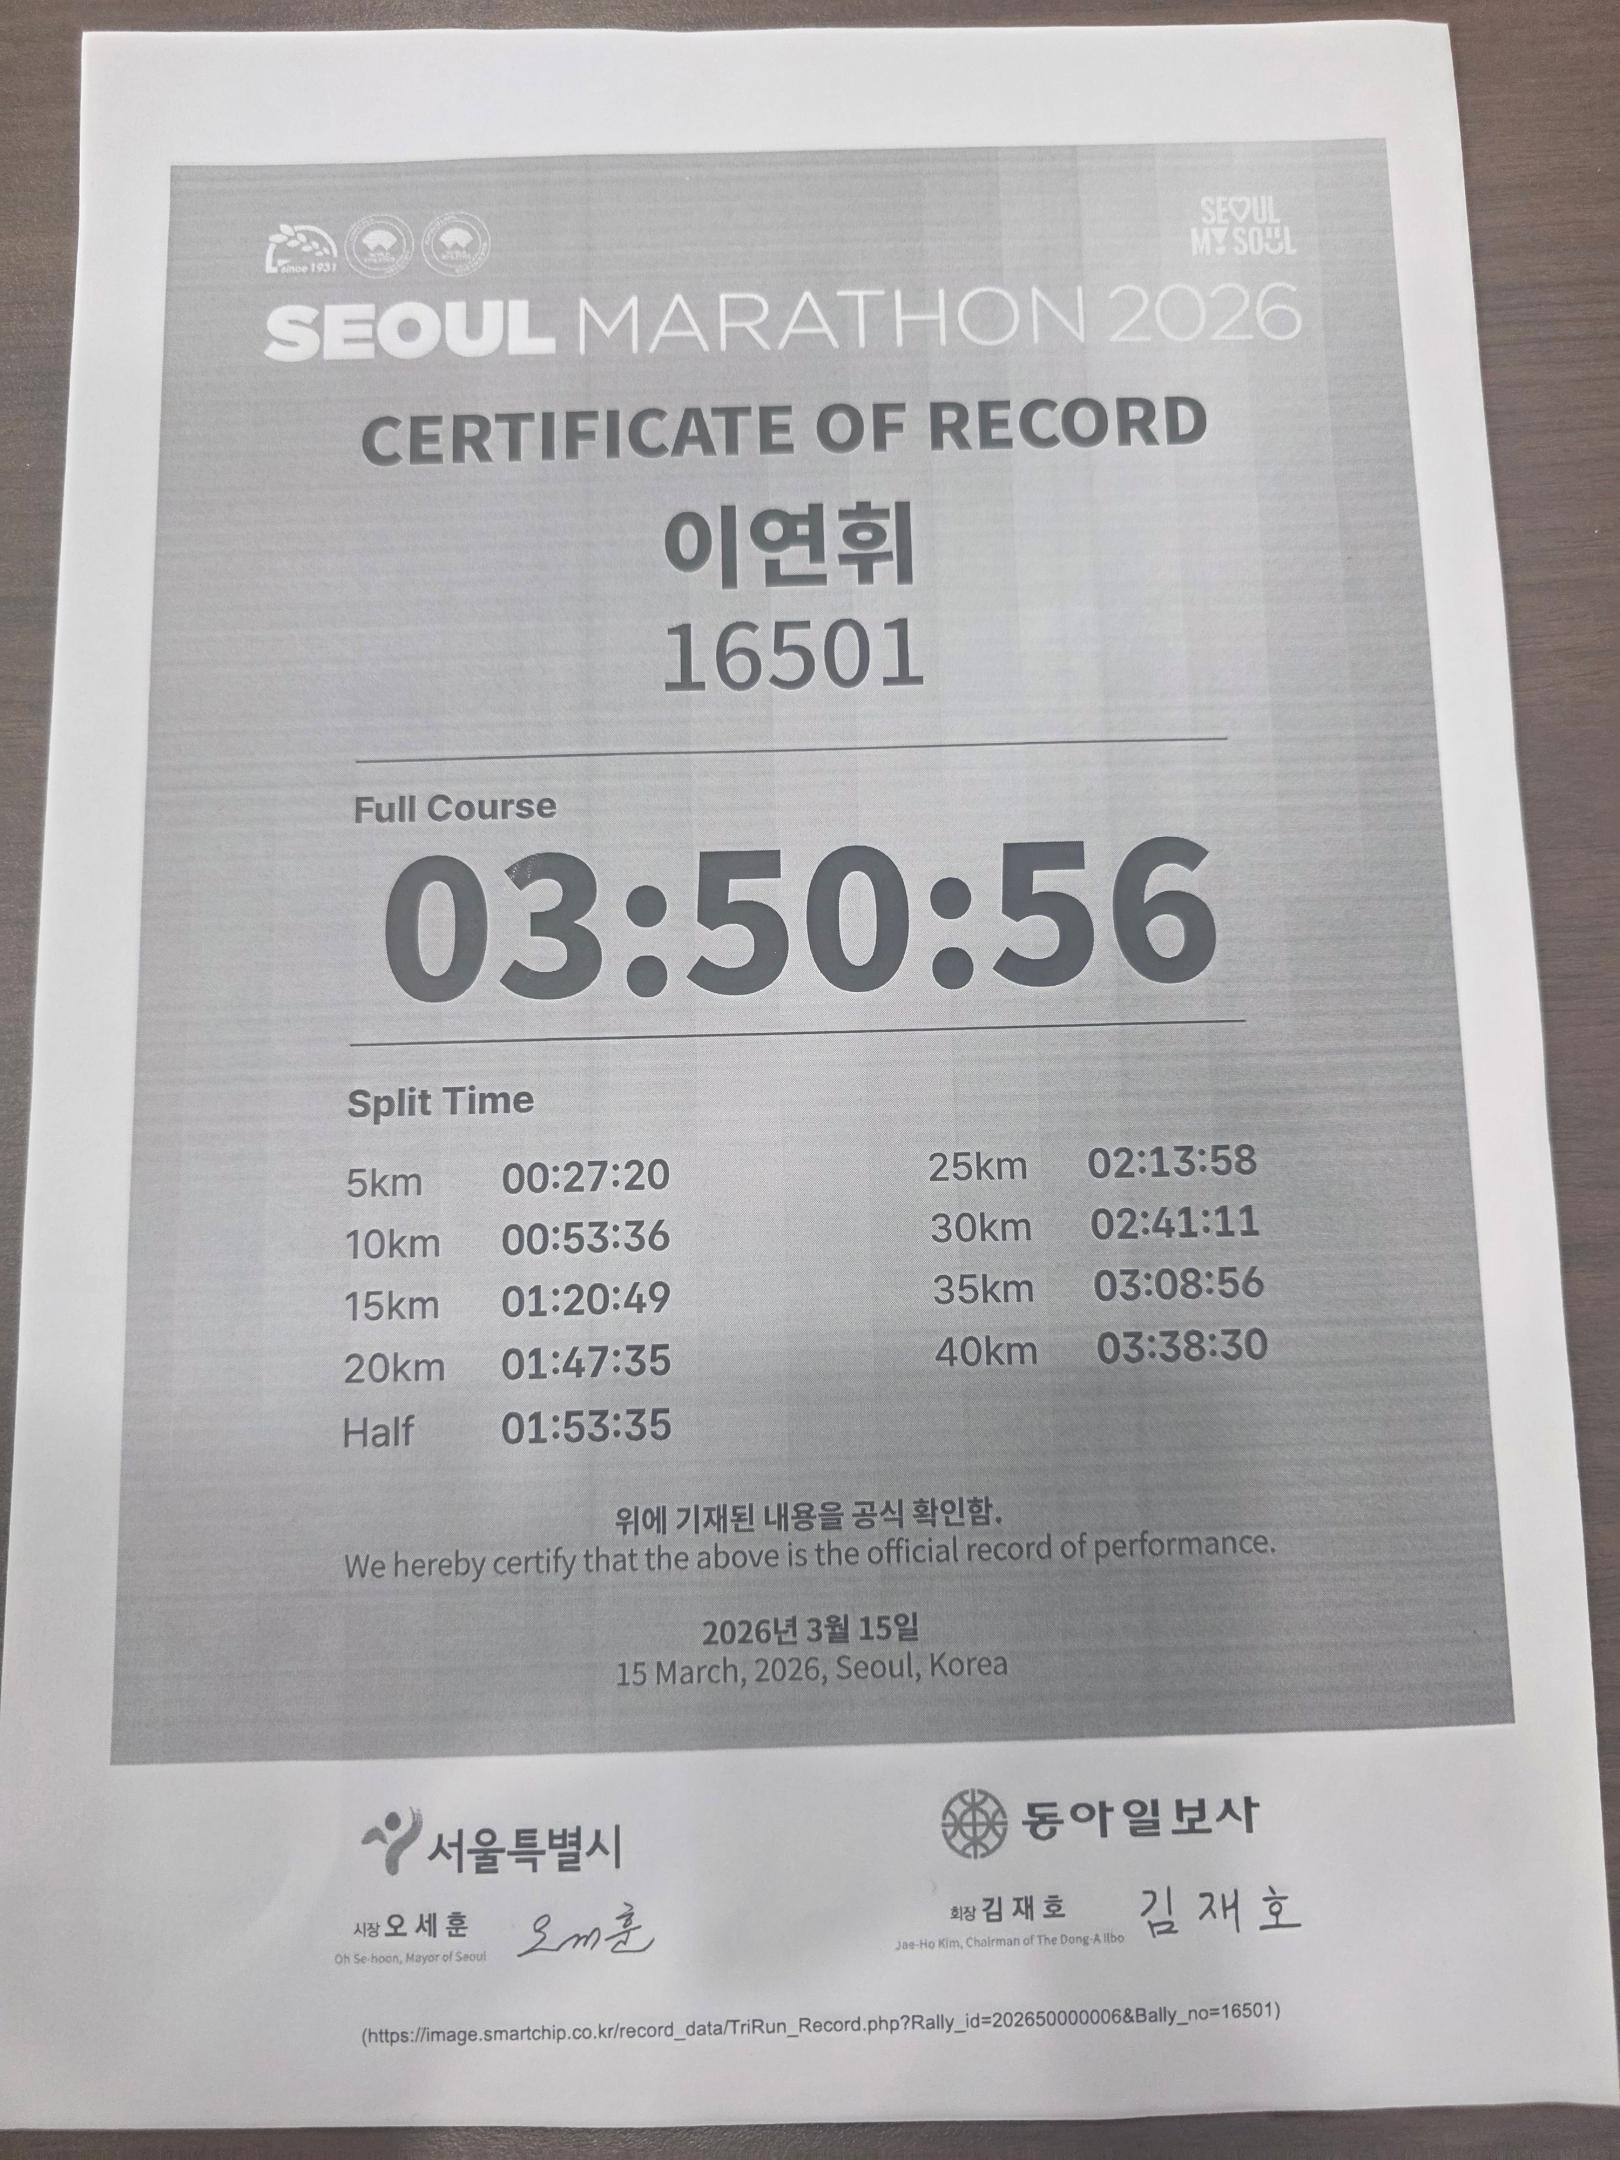 since 1931
SEOUL MY SOUL
SEOUL MARATHON 2026
CERTIFICATE OF RECORD
이연휘
16501
Full Course
03:50:56
Split Time
5km 00:27:20
10km 00:53:36
15km 01:20:49
20km 01:47:35
Half 01:53:35
25km 02:13:58
30km 02:41:11
35km 03:08:56
40km 03:38:30
위에 기재된 내용을 공식 확인함.
We hereby certify that the above is the official record of performance.
2026년 3월 15일
15 March, 2026, Seoul, Korea
서울특별시
시장 오세훈 오세훈
Oh Se-hoon, Mayor of Seoul
동아일보사
회장 김재호 김재호
Jae-Ho Kim, Chairman of The Dong-A Ilbo
(https://image.smartchip.co.kr/record_data/TriRun_Record.php?Rally_id=202650000006&Bally_no=16501)